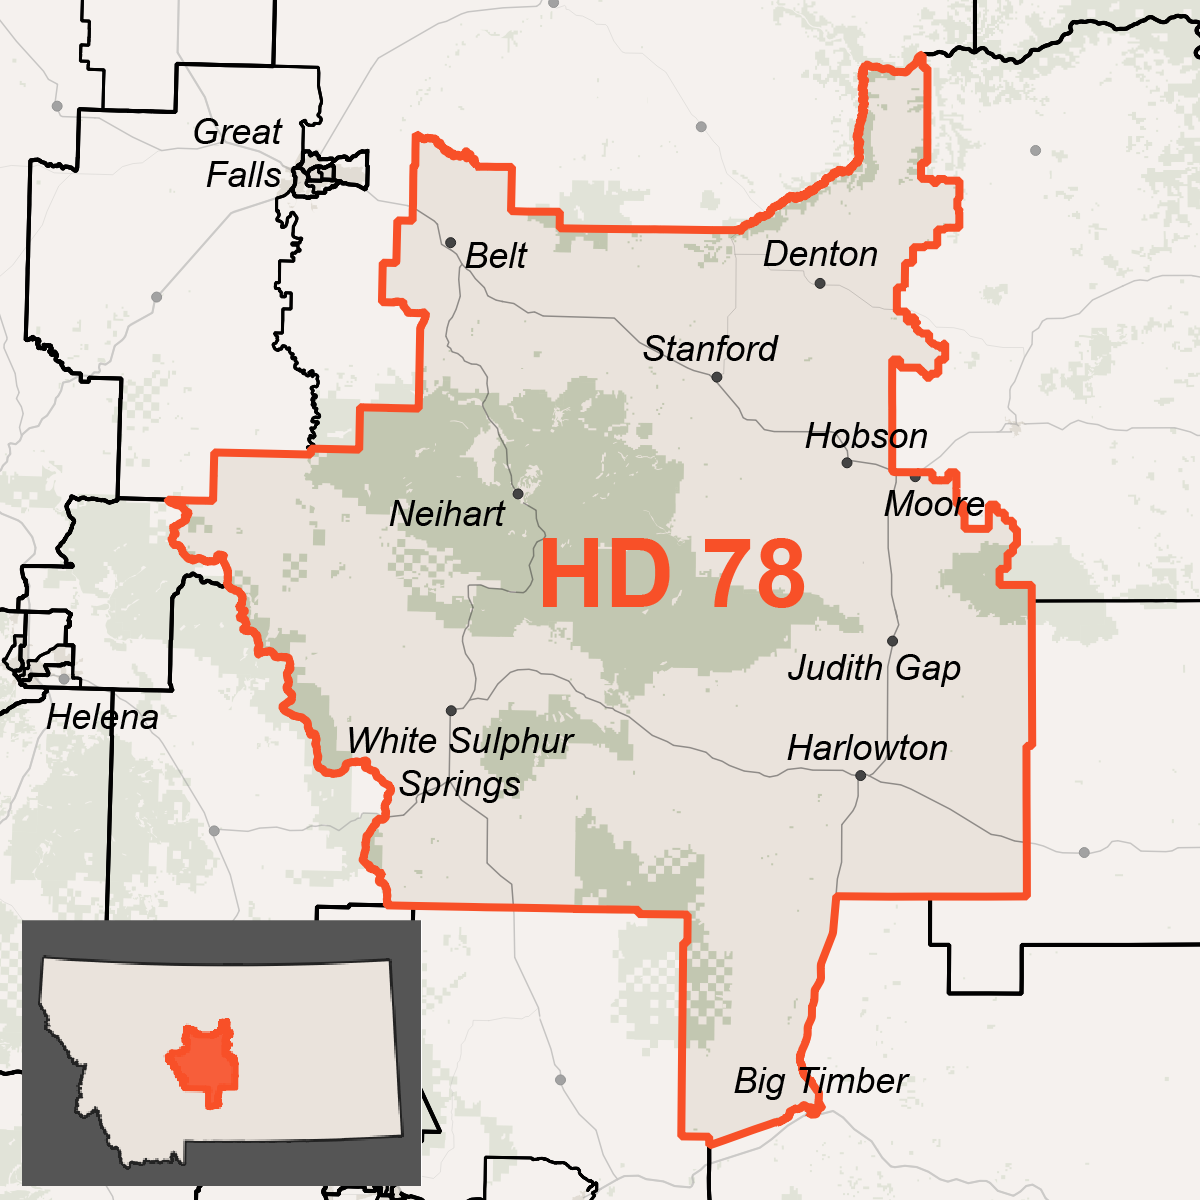 Great
Falls
Belt
Denton
Stanford
Hobson
Moore
Neihart
HD 78
Judith Gap
Helena
White Sulphur
Springs
Harlowton
Big Timber